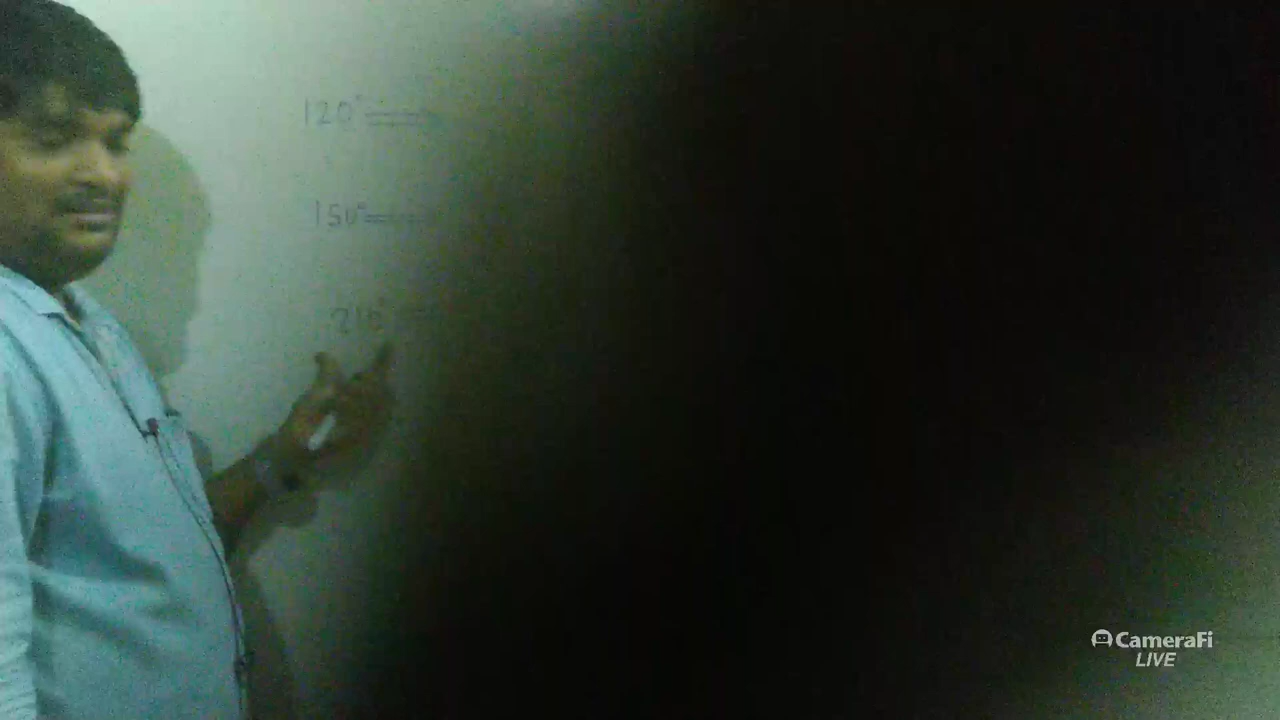 120° =
150° =
210° =
CameraFi
LIVE